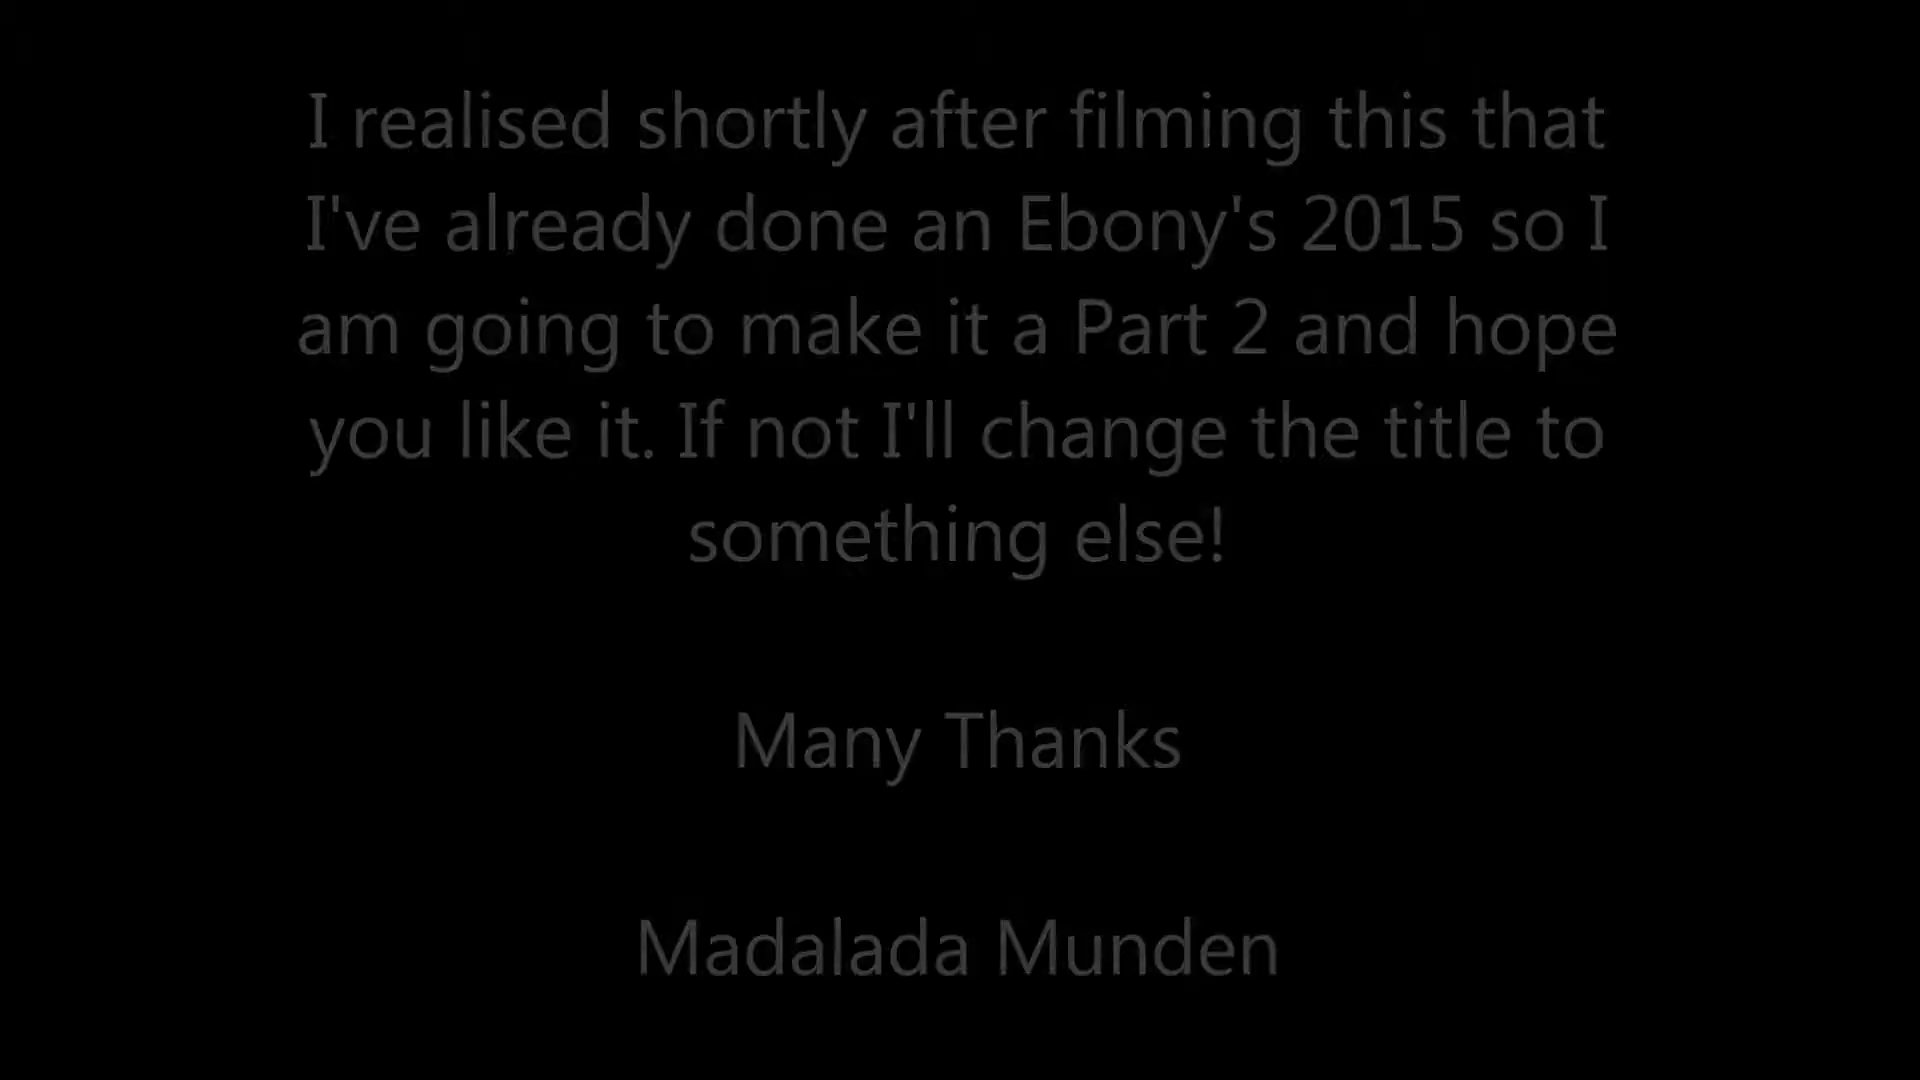 I realised shortly after filming this that
I've already done an Ebony's 2015 so I
am going to make it a Part 2 and hope
you like it. If not I'll change the title to
something else!
Many Thanks
Madalada Munden